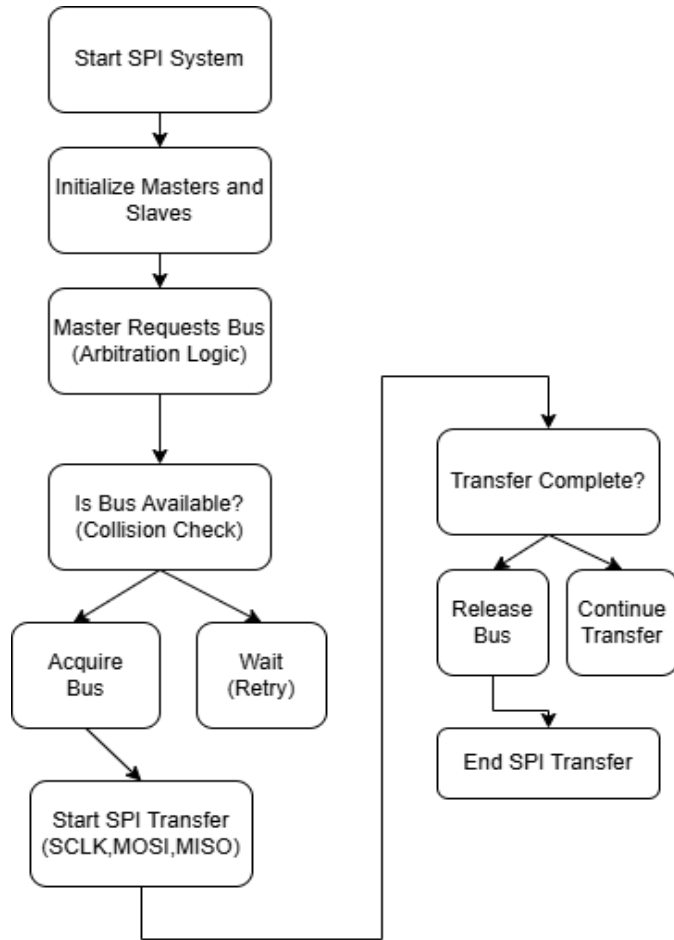 Start SPI System
Initialize Masters and
Slaves
Master Requests Bus
(Arbitration Logic)
Is Bus Available?
(Collision Check)
Acquire
Bus
Wait
(Retry)
Start SPI Transfer
(SCLK,MOSI,MISO)
Transfer Complete?
Release
Bus
Continue
Transfer
End SPI Transfer